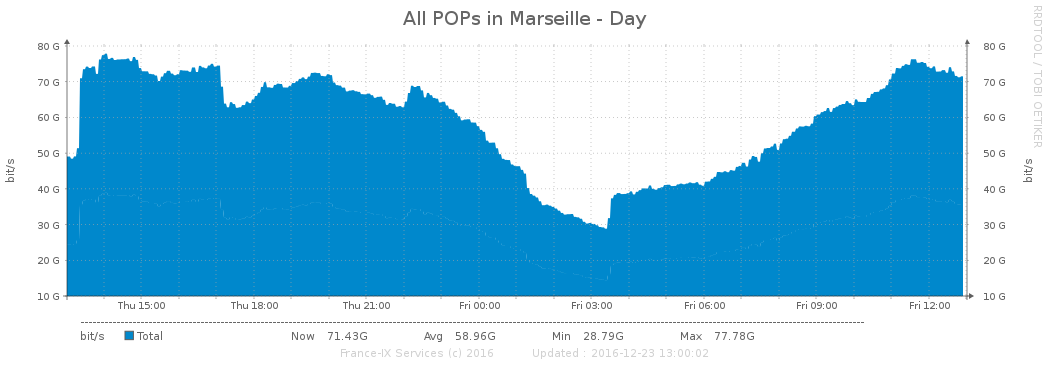 All POPs in Marseille - Day
RRDTOOL / TOBI OETIKER
80 G 80 G
70 G 70 G
60 G 60 G
50 G 50 G
40 G 40 G
30 G 30 G
20 G 20 G
10 G 10 G
bit/s bit/s
Thu 15:00 Thu 18:00 Thu 21:00 Fri 00:00 Fri 03:00 Fri 06:00 Fri 09:00 Fri 12:00
bit/s Total Now 71.43G Avg 58.96G Min 28.79G Max 77.78G
France-IX Services (c) 2016 Updated : 2016-12-23 13:00:02